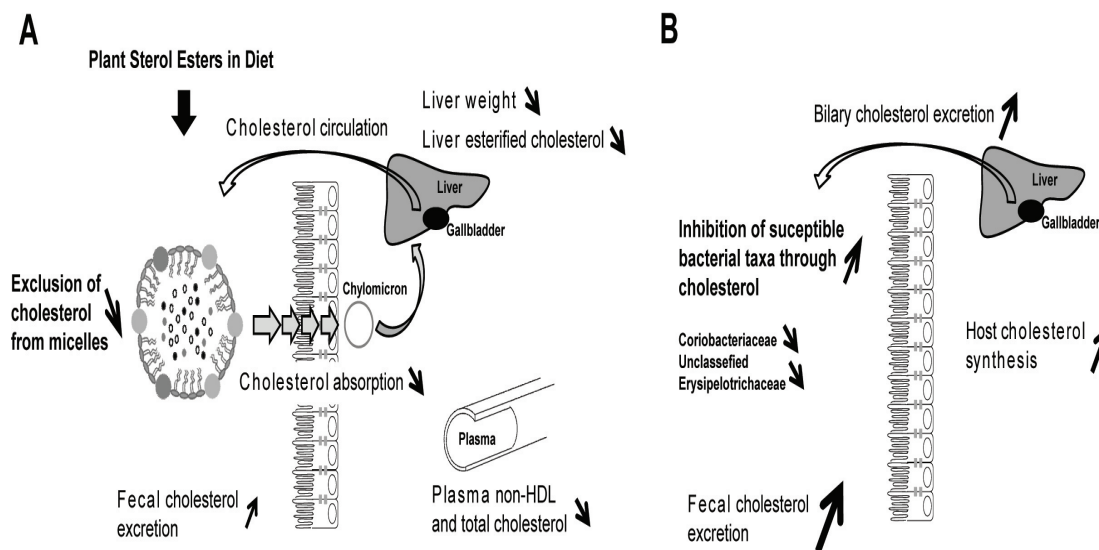 A
Plant Sterol Esters in Diet
Cholesterol circulation
Liver weight
Liver esterified cholesterol
Liver
Gallbladder
Exclusion of
cholesterol
from micelles
Chylomicron
Cholesterol absorption
Plasma
Fecal cholesterol
excretion
Plasma non-HDL
and total cholesterol
B
Bilary cholesterol excretion
Liver
Gallbladder
Inhibition of suceptible
bacterial taxa through
cholesterol
Coriobacteriaceae
Unclassefied
Erysipelotrichaceae
Host cholesterol
synthesis
Fecal cholesterol
excretion